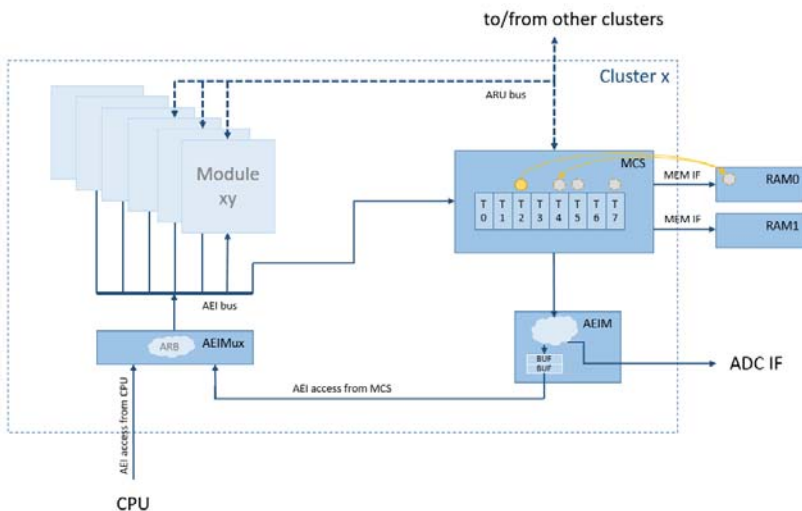 to/from other clusters
Cluster x
ARU bus
Module
xy
MCS
MEM IF
RAM0
T T T T T T T T
0 1 2 3 4 5 6 7
MEM IF
RAM1
AEI bus
AEIM
ARB
AEIMux
BUF
BUF
ADC IF
AEI access from MCS
AEI access from CPU
CPU